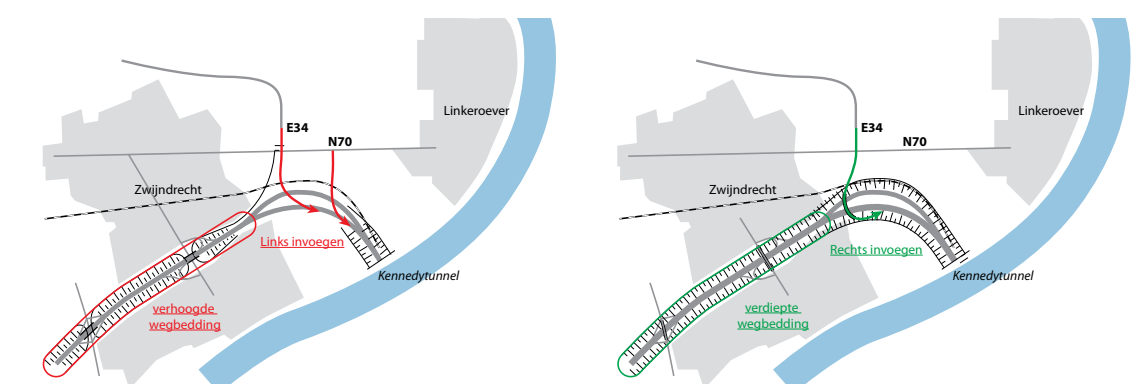 Linkeroever
E34
N70
Zwijndrecht
Links invoegen
Kennedytunnel
verhoogde
wegbedding
Linkeroever
E34
N70
Zwijndrecht
Rechts invoegen
Kennedytunnel
verdiepte
wegbedding